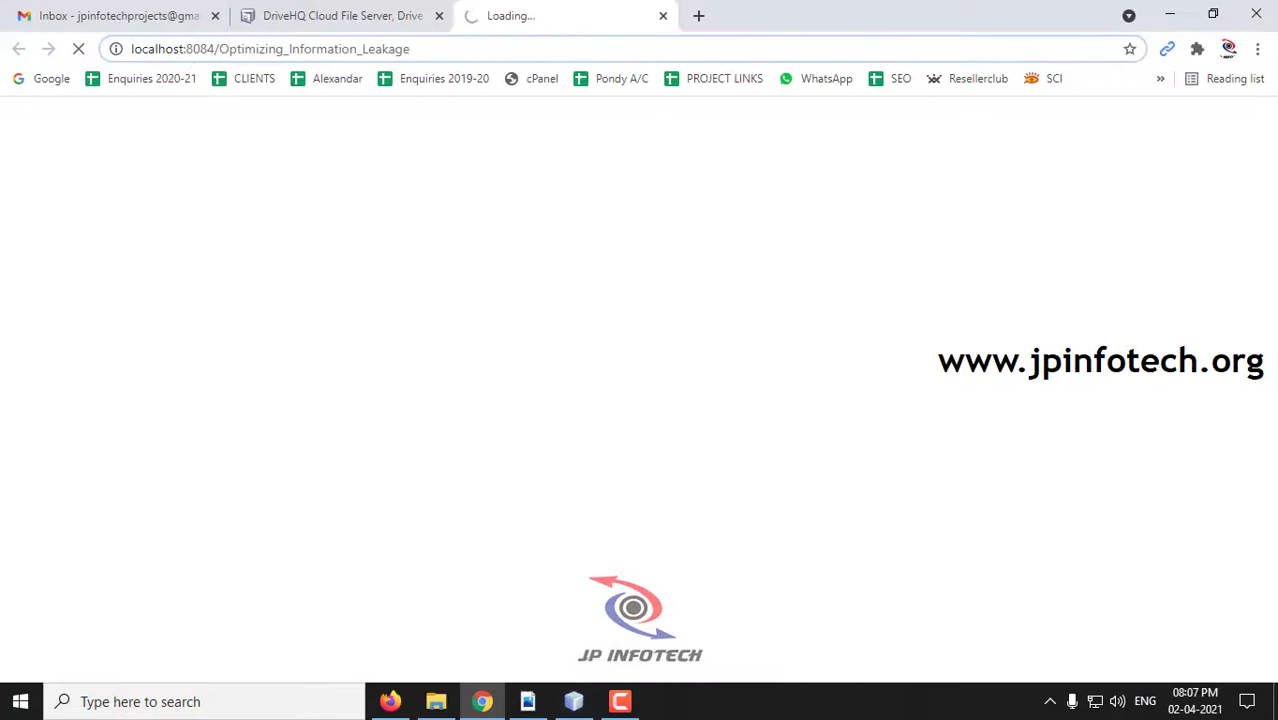 Inbox - jpinfotechprojects@gma
DriveHQ Cloud File Server, Drive
Loading...
localhost:8084/Optimizing_Information_Leakage
Google
Enquiries 2020-21
CLIENTS
Alexandar
Enquiries 2019-20
cPanel
Pondy A/C
PROJECT LINKS
WhatsApp
SEO
Resellerclub
SCI
»
Reading list
www.jpinfotech.org
JP INFOTECH
Type here to search
ENG
08:07 PM
02-04-2021